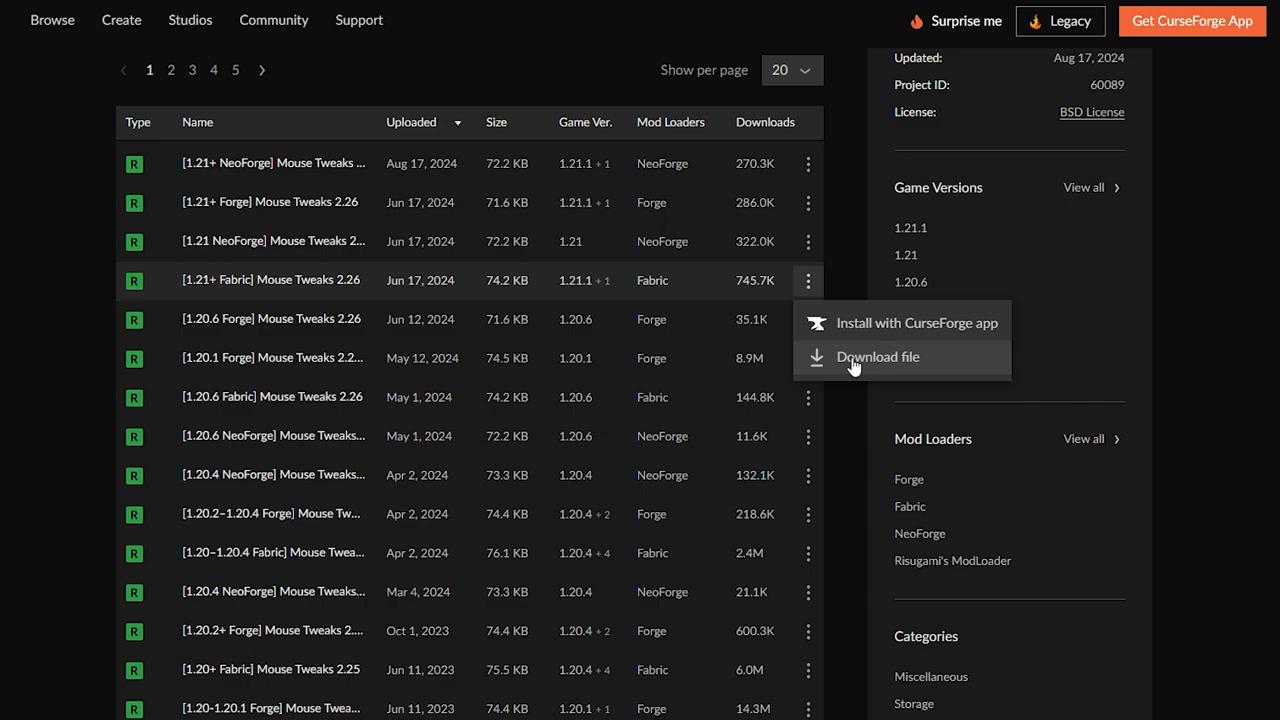 Browse Create Studios Community Support Surprise me Legacy Get CurseForge App
1 2 3 4 5 Show per page 20
Type Name Uploaded Size Game Ver. Mod Loaders Downloads
R [1.21+ NeoForge] Mouse Tweaks ... Aug 17, 2024 72.2 KB 1.21.1 + 1 NeoForge 270.3K
R [1.21+ Forge] Mouse Tweaks 2.26 Jun 17, 2024 71.6 KB 1.21.1 + 1 Forge 286.0K
R [1.21 NeoForge] Mouse Tweaks 2... Jun 17, 2024 72.2 KB 1.21 NeoForge 322.0K
R [1.21+ Fabric] Mouse Tweaks 2.26 Jun 17, 2024 74.2 KB 1.21.1 + 1 Fabric 745.7K
R [1.20.6 Forge] Mouse Tweaks 2.26 Jun 12, 2024 71.6 KB 1.20.6 Forge 35.1K
R [1.20.1 Forge] Mouse Tweaks 2.2... May 12, 2024 74.5 KB 1.20.1 Forge 8.9M
R [1.20.6 Fabric] Mouse Tweaks 2.26 May 1, 2024 74.2 KB 1.20.6 Fabric 144.8K
R [1.20.6 NeoForge] Mouse Tweaks... May 1, 2024 72.2 KB 1.20.6 NeoForge 11.6K
R [1.20.4 NeoForge] Mouse Tweaks... Apr 2, 2024 73.3 KB 1.20.4 NeoForge 132.1K
R [1.20.2–1.20.4 Forge] Mouse Tw... Apr 2, 2024 74.4 KB 1.20.4 + 2 Forge 218.6K
R [1.20–1.20.4 Fabric] Mouse Twea... Apr 2, 2024 76.1 KB 1.20.4 + 4 Fabric 2.4M
R [1.20.4 NeoForge] Mouse Tweaks... Mar 4, 2024 73.3 KB 1.20.4 NeoForge 21.1K
R [1.20.2+ Forge] Mouse Tweaks 2.... Oct 1, 2023 74.4 KB 1.20.4 + 2 Forge 600.3K
R [1.20+ Fabric] Mouse Tweaks 2.25 Jun 11, 2023 75.5 KB 1.20.4 + 4 Fabric 6.0M
R [1.20-1.20.1 Forge] Mouse Twea... Jun 11, 2023 74.4 KB 1.20.1 + 1 Forge 14.3M
Install with CurseForge app
Download file
Updated: Aug 17, 2024
Project ID: 60089
License: BSD License
Game Versions View all
1.21.1
1.21
1.20.6
Mod Loaders View all
Forge
Fabric
NeoForge
Risugami's ModLoader
Categories
Miscellaneous
Storage